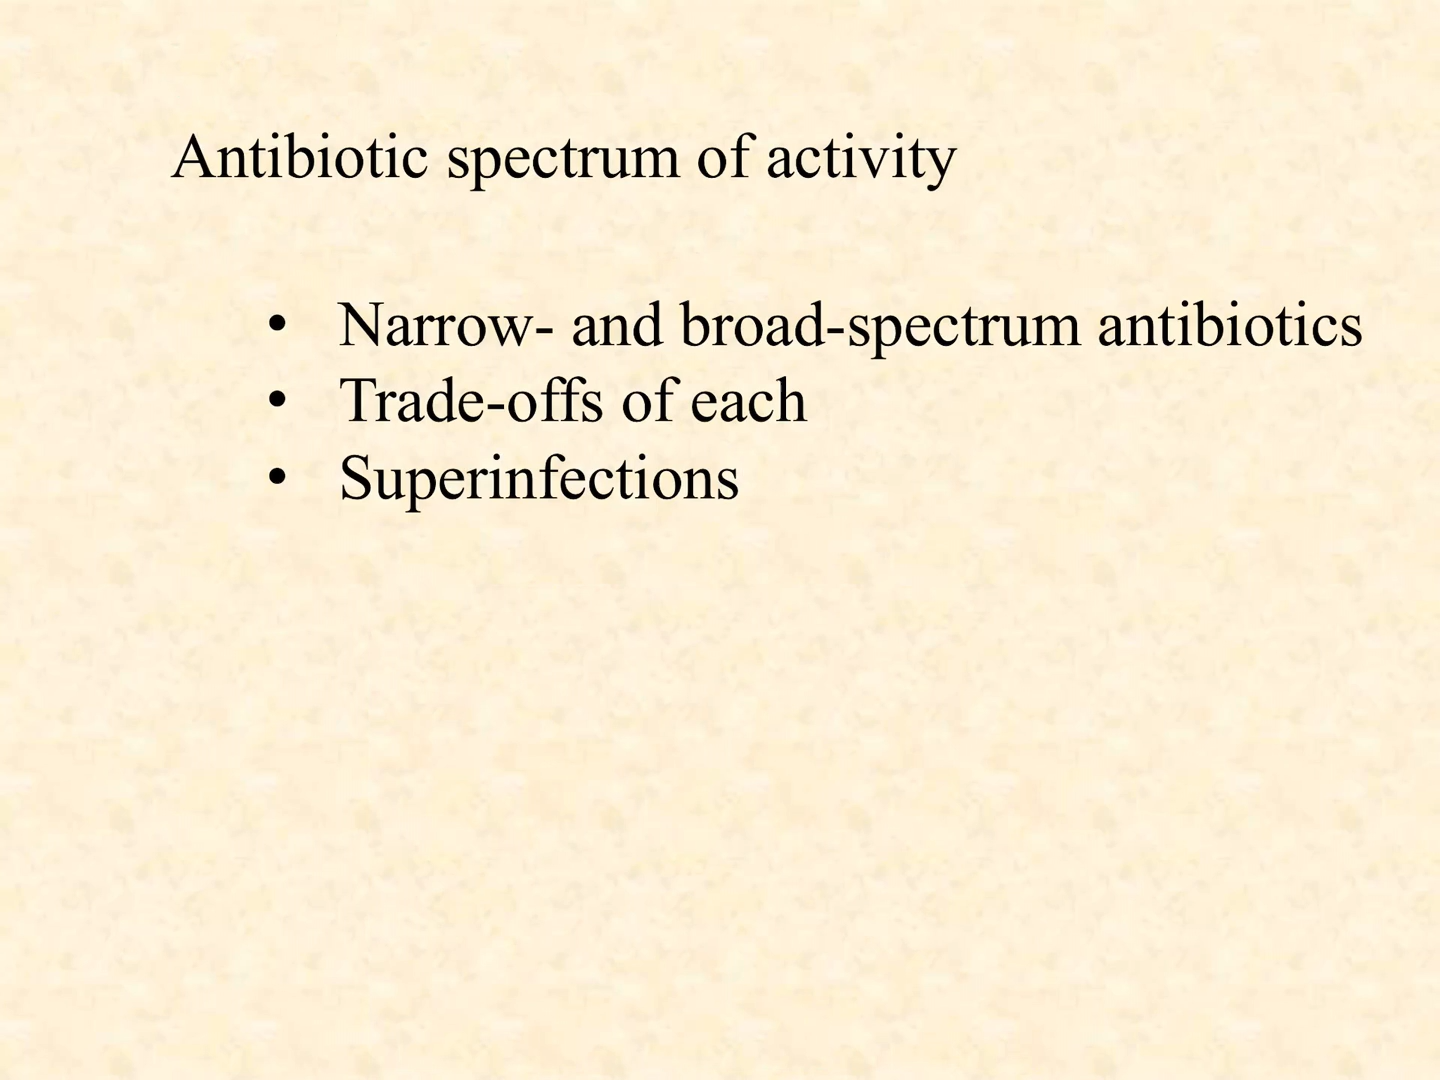 Antibiotic spectrum of activity
• Narrow- and broad-spectrum antibiotics
• Trade-offs of each
• Superinfections